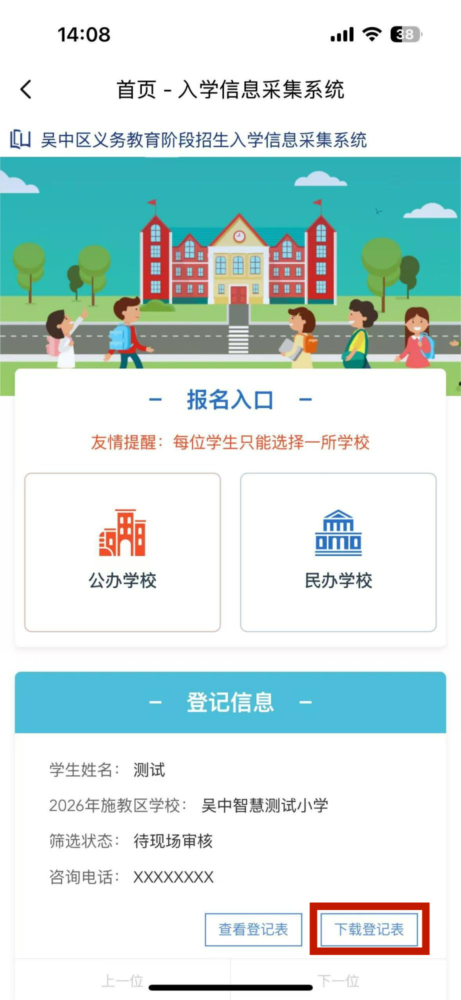 14:08
38
首页 - 入学信息采集系统
吴中区义务教育阶段招生入学信息采集系统
报名入口
友情提醒：每位学生只能选择一所学校
公办学校
民办学校
登记信息
学生姓名： 测试
2026年施教区学校： 吴中智慧测试小学
筛选状态： 待现场审核
咨询电话： XXXXXXXX
查看登记表
下载登记表
上一位
下一位